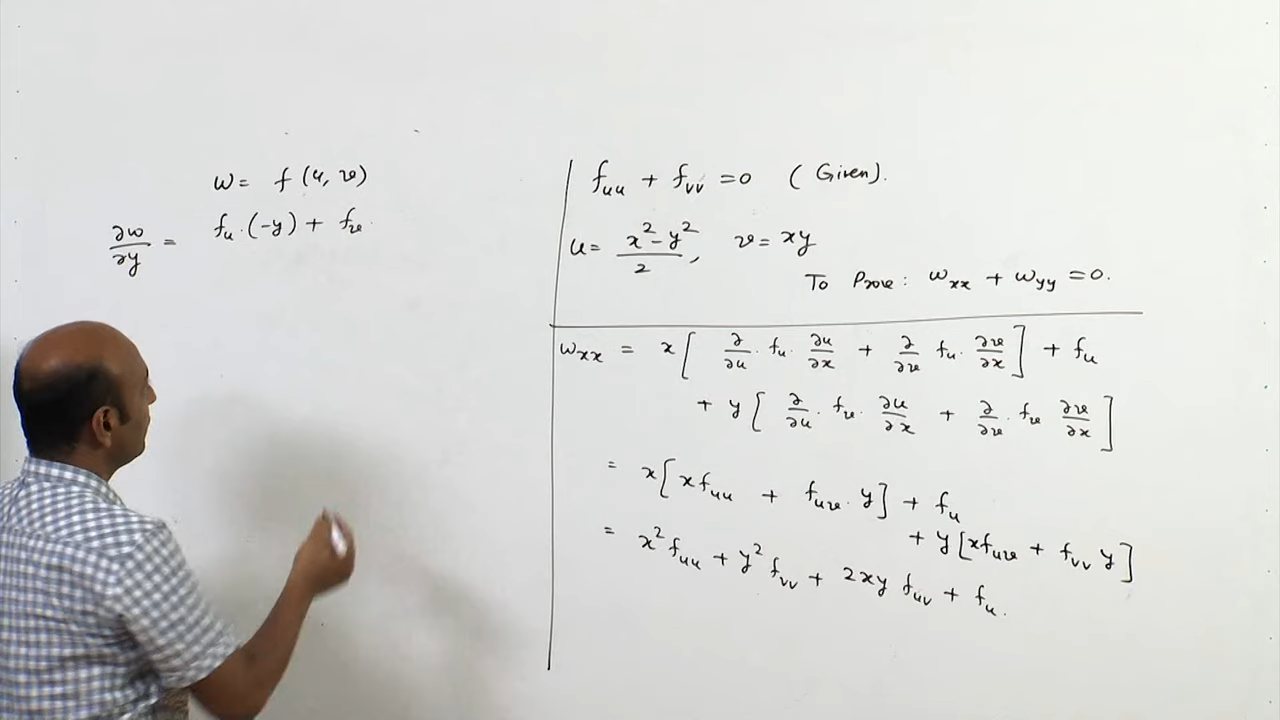 w = f (u, v)
∂w/∂y = f_u · (-y) + f_v ·
f_uu + f_vv = 0 ( Given).
u = (x² - y²)/2 , v = xy
To Prove : w_xx + w_yy = 0.
w_xx = x [ ∂/∂u · f_u · ∂u/∂x + ∂/∂v f_u · ∂v/∂x ] + f_u
+ y [ ∂/∂u · f_v · ∂u/∂x + ∂/∂v · f_v ∂v/∂x ]
= x [ x f_uu + f_uv · y ] + f_u
+ y [ x f_uv + f_vv y ]
= x² f_uu + y² f_vv + 2xy f_uv + f_u .